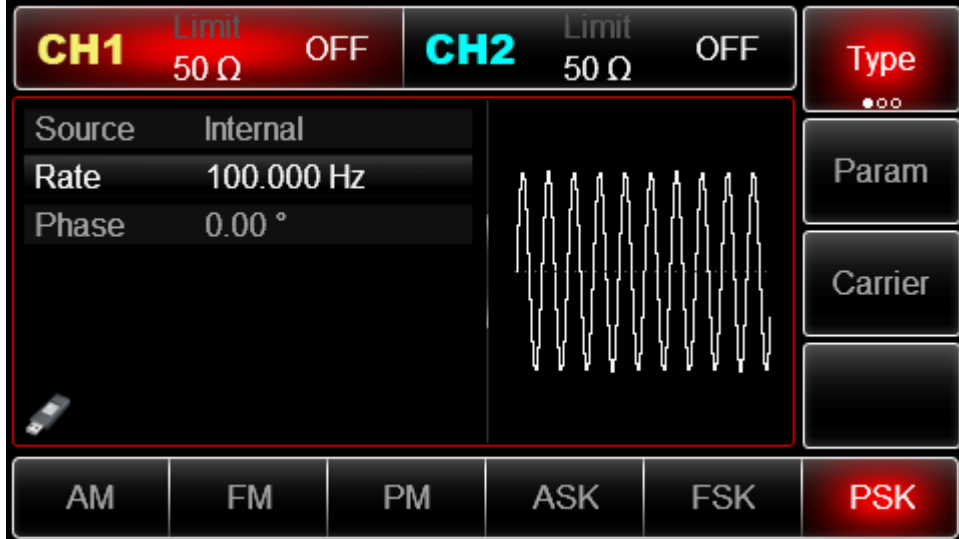 CH1 Limit 50 Ω OFF CH2 Limit 50 Ω OFF Type
Source Internal
Rate 100.000 Hz Param
Phase 0.00 °
Carrier
AM FM PM ASK FSK PSK